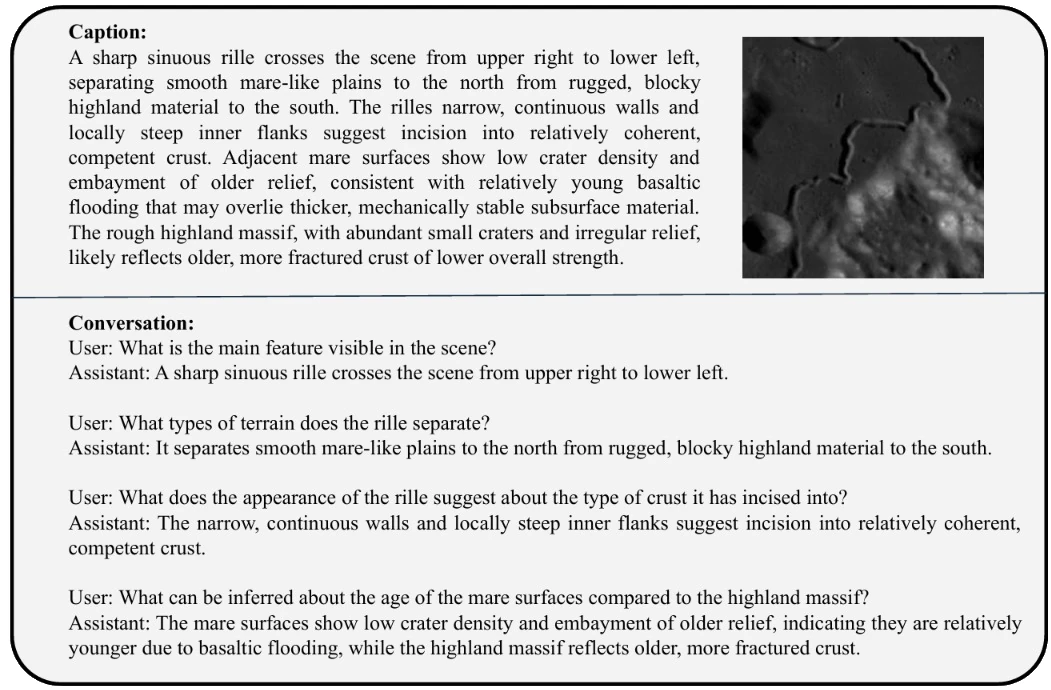 Caption:
A sharp sinuous rille crosses the scene from upper right to lower left,
separating smooth mare-like plains to the north from rugged, blocky
highland material to the south. The rilles narrow, continuous walls and
locally steep inner flanks suggest incision into relatively coherent,
competent crust. Adjacent mare surfaces show low crater density and
embayment of older relief, consistent with relatively young basaltic
flooding that may overlie thicker, mechanically stable subsurface material.
The rough highland massif, with abundant small craters and irregular relief,
likely reflects older, more fractured crust of lower overall strength.
Conversation:
User: What is the main feature visible in the scene?
Assistant: A sharp sinuous rille crosses the scene from upper right to lower left.
User: What types of terrain does the rille separate?
Assistant: It separates smooth mare-like plains to the north from rugged, blocky highland material to the south.
User: What does the appearance of the rille suggest about the type of crust it has incised into?
Assistant: The narrow, continuous walls and locally steep inner flanks suggest incision into relatively coherent,
competent crust.
User: What can be inferred about the age of the mare surfaces compared to the highland massif?
Assistant: The mare surfaces show low crater density and embayment of older relief, indicating they are relatively
younger due to basaltic flooding, while the highland massif reflects older, more fractured crust.